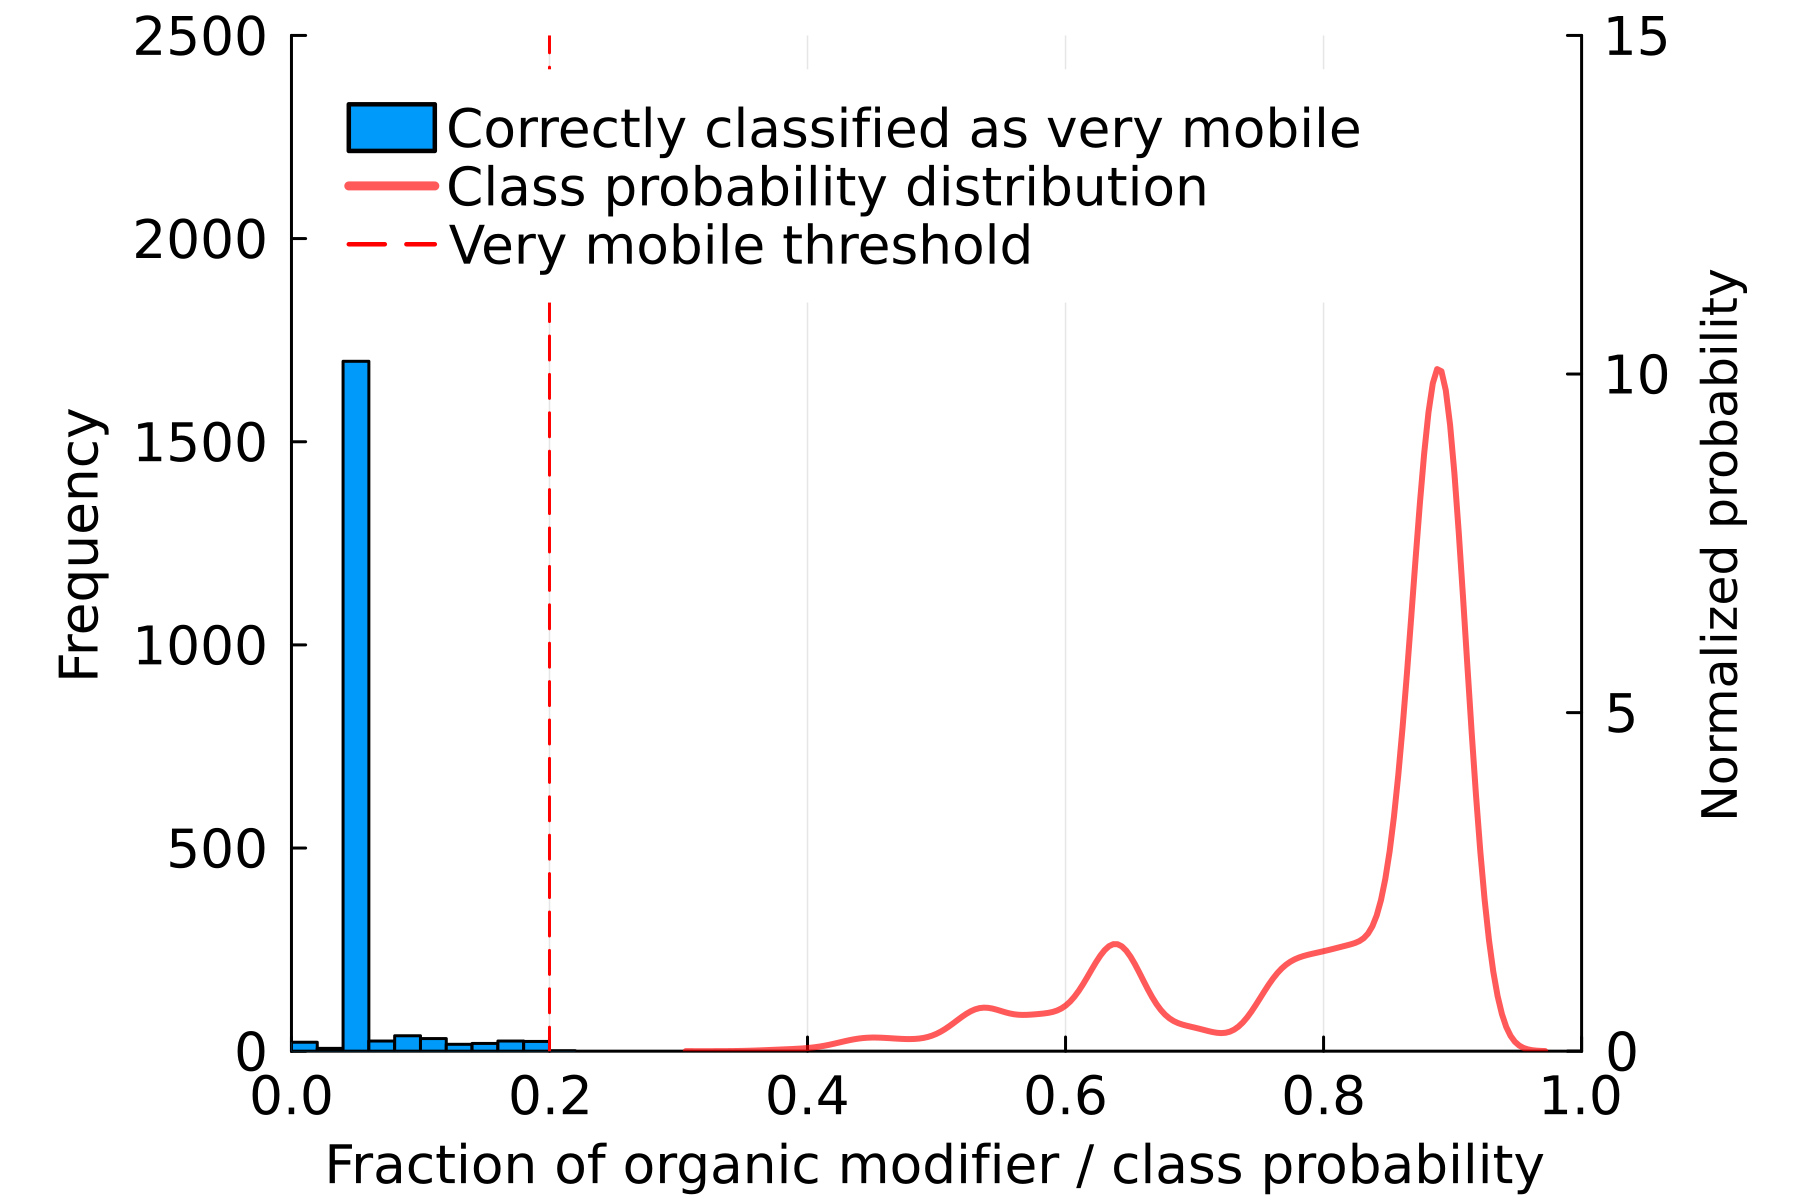 2500
2000
1500
1000
500
0
Frequency
Correctly classified as very mobile
Class probability distribution
Very mobile threshold
15
10
5
0
Normalized probability
0.0 0.2 0.4 0.6 0.8 1.0
Fraction of organic modifier / class probability